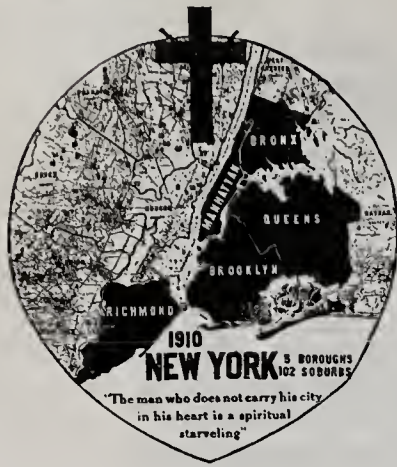 BRONX
MANHATTAN
QUEENS
BROOKLYN
RICHMOND
1910
NEW YORK
5 BOROUGHS
102 SUBURBS
"The man who does not carry his city
in his heart is a spiritual
starveling"